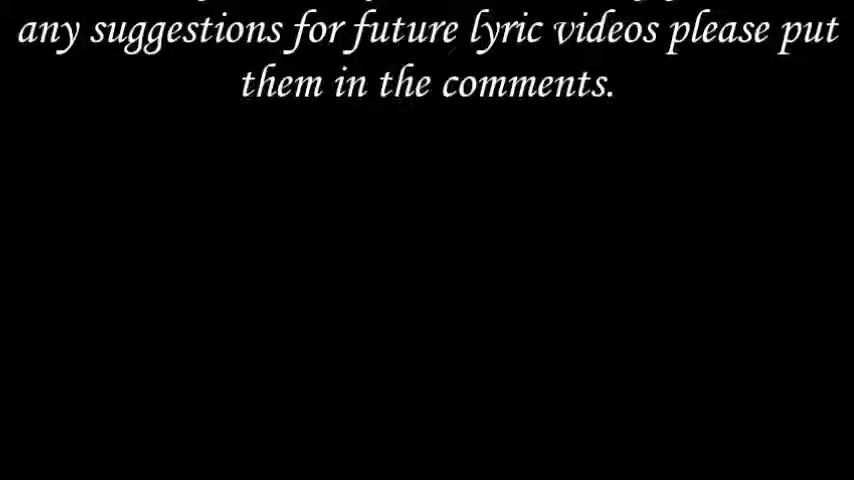 any suggestions for future lyric videos please put
them in the comments.